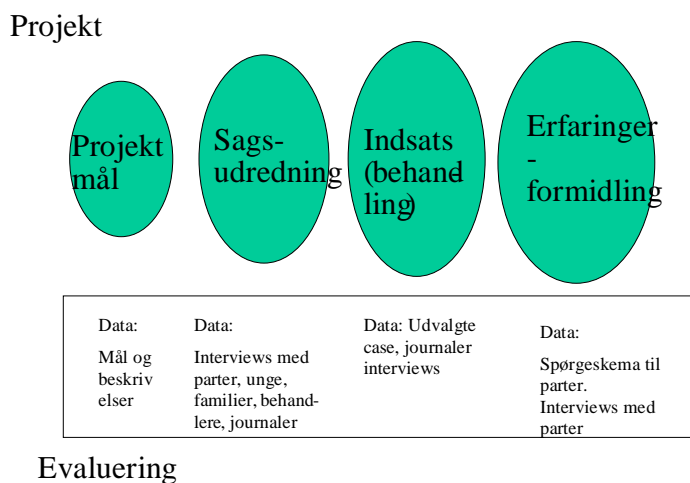 Projekt
Projekt
mål
Sags-
udredning
Indsats
(behand-
ling)
Erfaringer
-
formidling
Data:
Mål og
beskriv
elser
Data:
Interviews med
parter, unge,
familier, behand-
lere, journaler
Data: Udvalgte
case, journaler
interviews
Data:
Spørgeskema til
parter.
Interviews med
parter
Evaluering